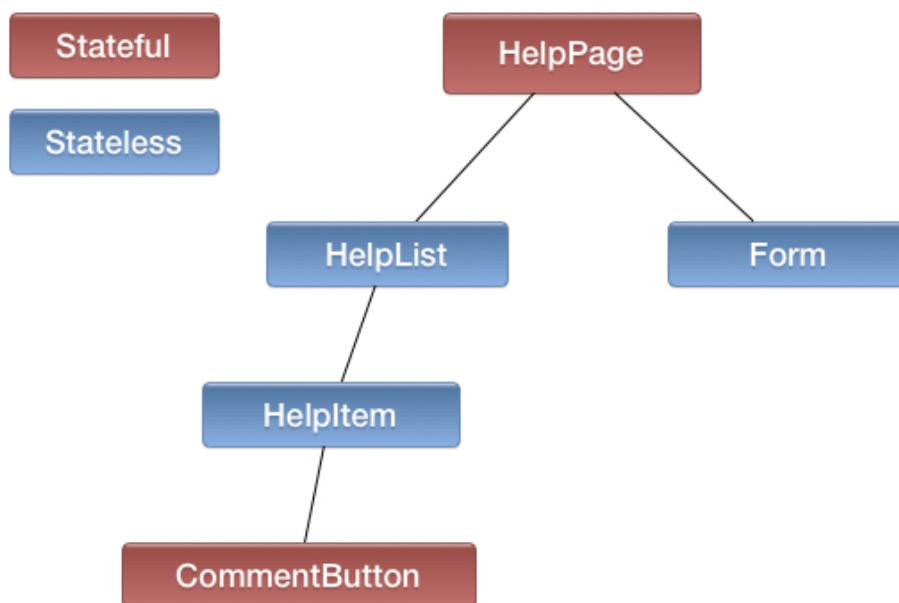 Stateful
HelpPage
Stateless
HelpList
Form
HelpItem
CommentButton